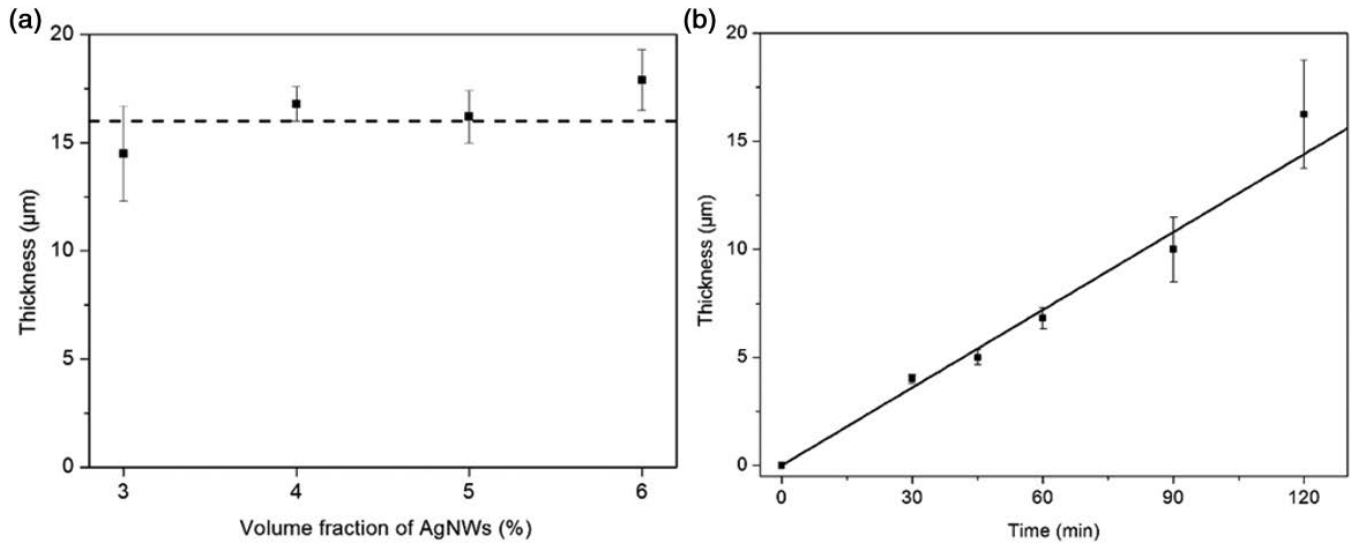 (a)
20
15
10
5
0
Thickness (μm)
3 4 5 6
Volume fraction of AgNWs (%)
(b)
20
15
10
5
0
Thickness (μm)
0 30 60 90 120
Time (min)